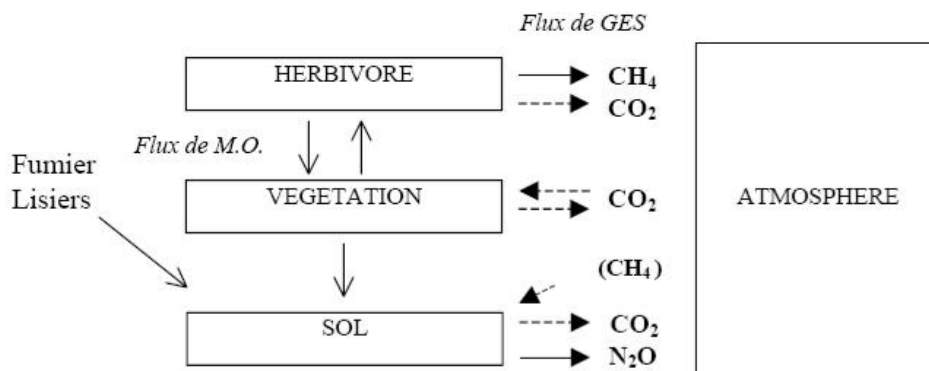 Flux de GES
HERBIVORE
CH₄
CO₂
Flux de M.O.
Fumier
Lisiers
VEGETATION
CO₂
ATMOSPHERE
(CH₄)
SOL
CO₂
N₂O